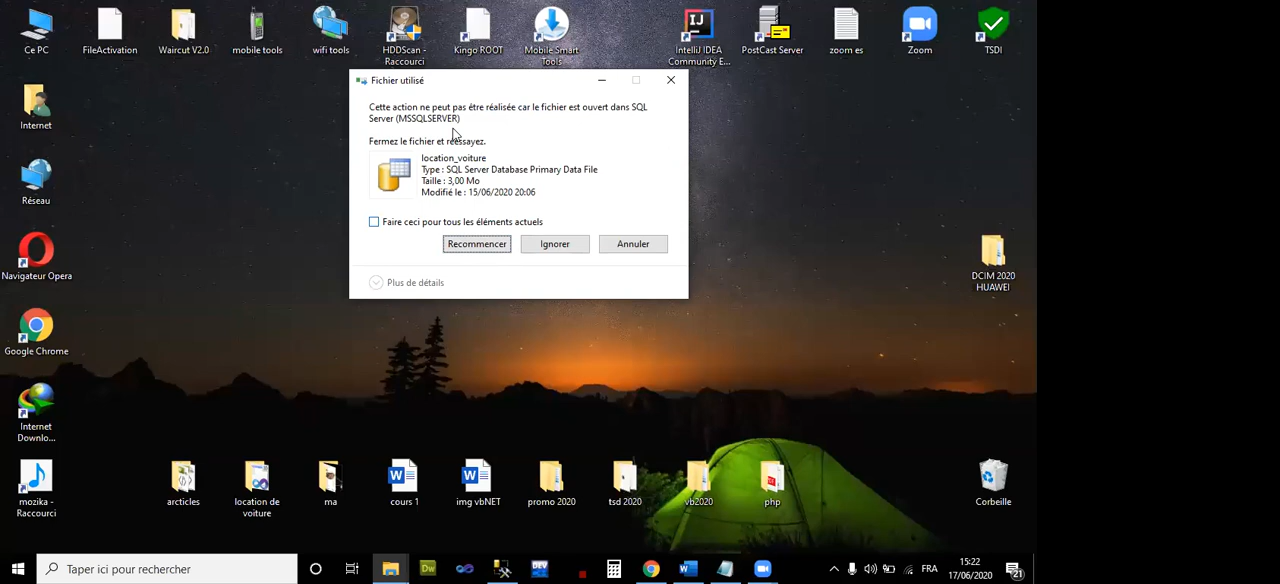 Ce PC
FileActivation
Waircut V2.0
mobile tools
wifi tools
HDDScan -
Raccourci
Kingo ROOT
Mobile Smart
Tools
IntelliJ IDEA
Community E...
PostCast Server
zoom es
Zoom
TSDI
Fichier utilisé
Cette action ne peut pas être réalisée car le fichier est ouvert dans SQL
Server (MSSQLSERVER)
Fermez le fichier et réessayez.
location_voiture
Type : SQL Server Database Primary Data File
Taille : 3,00 Mo
Modifié le : 15/06/2020 20:06
Faire ceci pour tous les éléments actuels
Recommencer
Ignorer
Annuler
Plus de détails
Internet
Réseau
Navigateur Opera
Google Chrome
Internet
Downlo...
mozika -
Raccourci
DCIM 2020
HUAWEI
arcticles
location de
voiture
ma
cours 1
img vbNET
promo 2020
tsd 2020
vb2020
php
Corbeille
Taper ici pour rechercher
Dw
DEV
FRA
15:22
17/06/2020
21